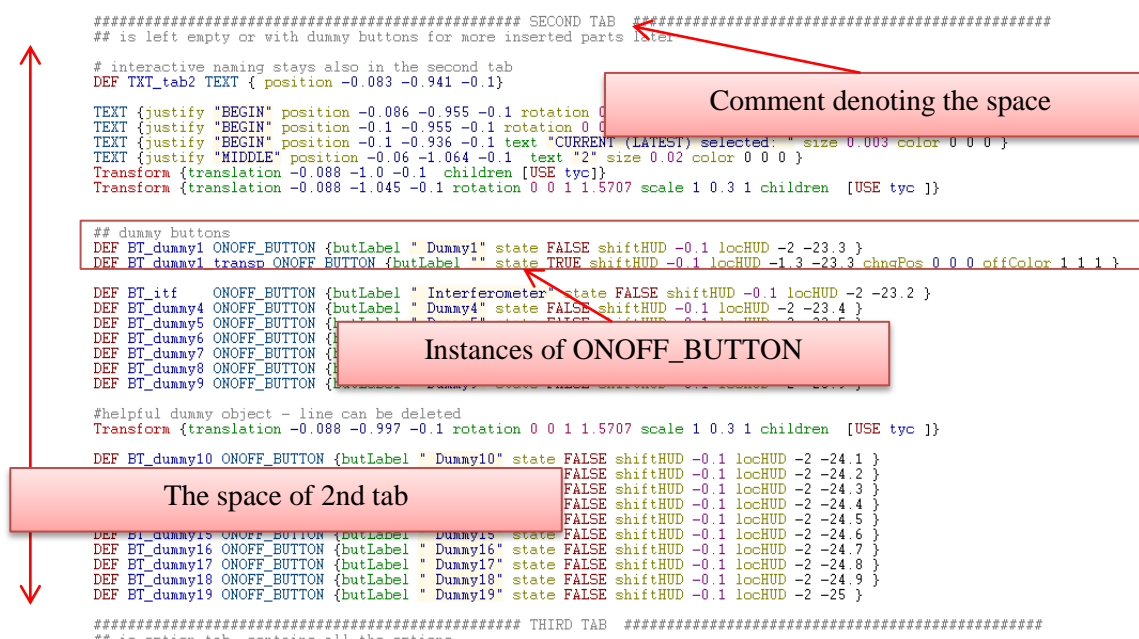 ############################################### SECOND TAB ##############################################
## is left empty or with dummy buttons for more inserted parts later
# interactive naming stays also in the second tab
DEF TXT_tab2 TEXT { position -0.083 -0.941 -0.1}
Comment denoting the space
TEXT {justify "BEGIN" position -0.086 -0.955 -0.1 rotation 0
TEXT {justify "BEGIN" position -0.1 -0.955 -0.1 rotation 0 0
TEXT {justify "BEGIN" position -0.1 -0.936 -0.1 text "CURRENT (LATEST) selected: " size 0.003 color 0 0 0 }
TEXT {justify "MIDDLE" position -0.06 -1.064 -0.1 text "2" size 0.02 color 0 0 0 }
Transform {translation -0.088 -1.0 -0.1 children [USE tyc]}
Transform {translation -0.088 -1.045 -0.1 rotation 0 0 1 1.5707 scale 1 0.3 1 children [USE tyc ]}
## dummy buttons
DEF BT_dummy1 ONOFF_BUTTON {butLabel " Dummy1" state FALSE shiftHUD -0.1 locHUD -2 -23.3 }
DEF BT_dummy1_transp ONOFF_BUTTON {butLabel "" state TRUE shiftHUD -0.1 locHUD -1.3 -23.3 chngPos 0 0 0 offColor 1 1 1 }
DEF BT_itf ONOFF_BUTTON {butLabel " Interferometer" state FALSE shiftHUD -0.1 locHUD -2 -23.2 }
DEF BT_dummy4 ONOFF_BUTTON {butLabel " Dummy4" state FALSE shiftHUD -0.1 locHUD -2 -23.4 }
DEF BT_dummy5 ONOFF_BUTTON
DEF BT_dummy6 ONOFF_BUTTON
Instances of ONOFF_BUTTON
DEF BT_dummy7 ONOFF_BUTTON
DEF BT_dummy8 ONOFF_BUTTON
DEF BT_dummy9 ONOFF_BUTTON
#helpful dummy object - line can be deleted
Transform {translation -0.088 -0.997 -0.1 rotation 0 0 1 1.5707 scale 1 0.3 1 children [USE tyc ]}
DEF BT_dummy10 ONOFF_BUTTON {butLabel " Dummy10" state FALSE shiftHUD -0.1 locHUD -2 -24.1 }
FALSE shiftHUD -0.1 locHUD -2 -24.2 }
FALSE shiftHUD -0.1 locHUD -2 -24.3 }
The space of 2nd tab
FALSE shiftHUD -0.1 locHUD -2 -24.4 }
FALSE shiftHUD -0.1 locHUD -2 -24.5 }
DEF BT_dummy15 ONOFF_BUTTON {butLabel " Dummy15" state FALSE shiftHUD -0.1 locHUD -2 -24.6 }
DEF BT_dummy16 ONOFF_BUTTON {butLabel " Dummy16" state FALSE shiftHUD -0.1 locHUD -2 -24.7 }
DEF BT_dummy17 ONOFF_BUTTON {butLabel " Dummy17" state FALSE shiftHUD -0.1 locHUD -2 -24.8 }
DEF BT_dummy18 ONOFF_BUTTON {butLabel " Dummy18" state FALSE shiftHUD -0.1 locHUD -2 -24.9 }
DEF BT_dummy19 ONOFF_BUTTON {butLabel " Dummy19" state FALSE shiftHUD -0.1 locHUD -2 -25 }
############################################### THIRD TAB ##############################################
## is option tab, contains all the options